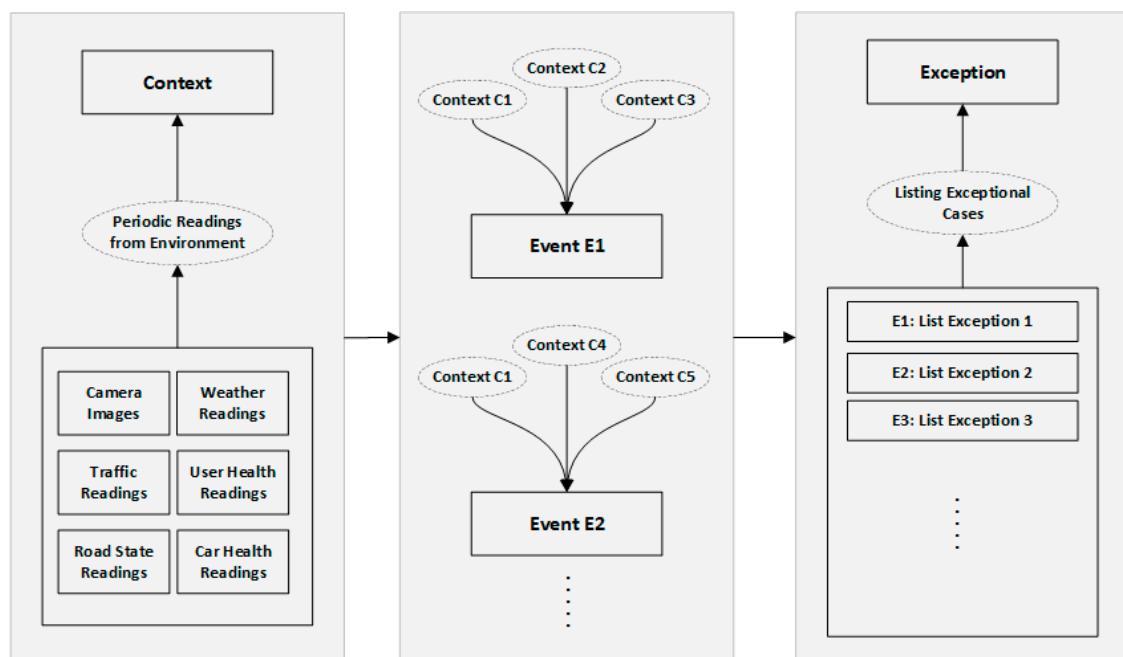 Context
Periodic Readings
from Environment
Camera
Images
Weather
Readings
Traffic
Readings
User Health
Readings
Road State
Readings
Car Health
Readings
Context C1
Context C2
Context C3
Event E1
Context C1
Context C4
Context C5
Event E2
Exception
Listing Exceptional
Cases
E1: List Exception 1
E2: List Exception 2
E3: List Exception 3